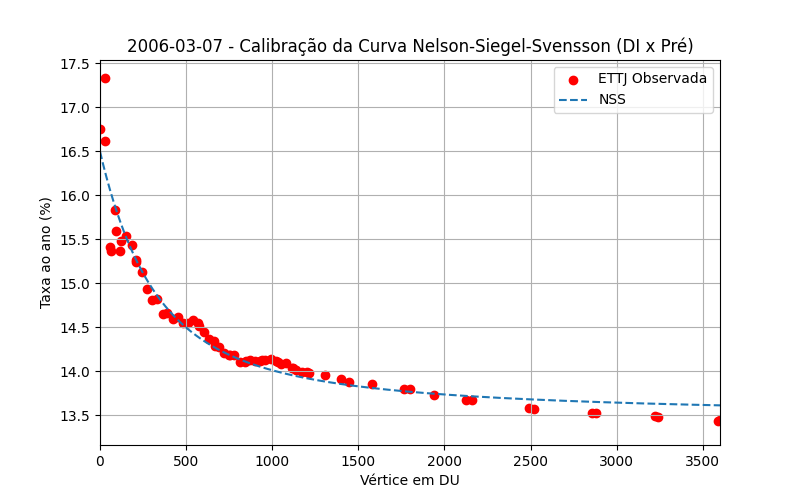 2006-03-07 - Calibração da Curva Nelson-Siegel-Svensson (DI x Pré)
ETTJ Observada
NSS
Taxa ao ano (%)
17.5
17.0
16.5
16.0
15.5
15.0
14.5
14.0
13.5
0 500 1000 1500 2000 2500 3000 3500
Vértice em DU